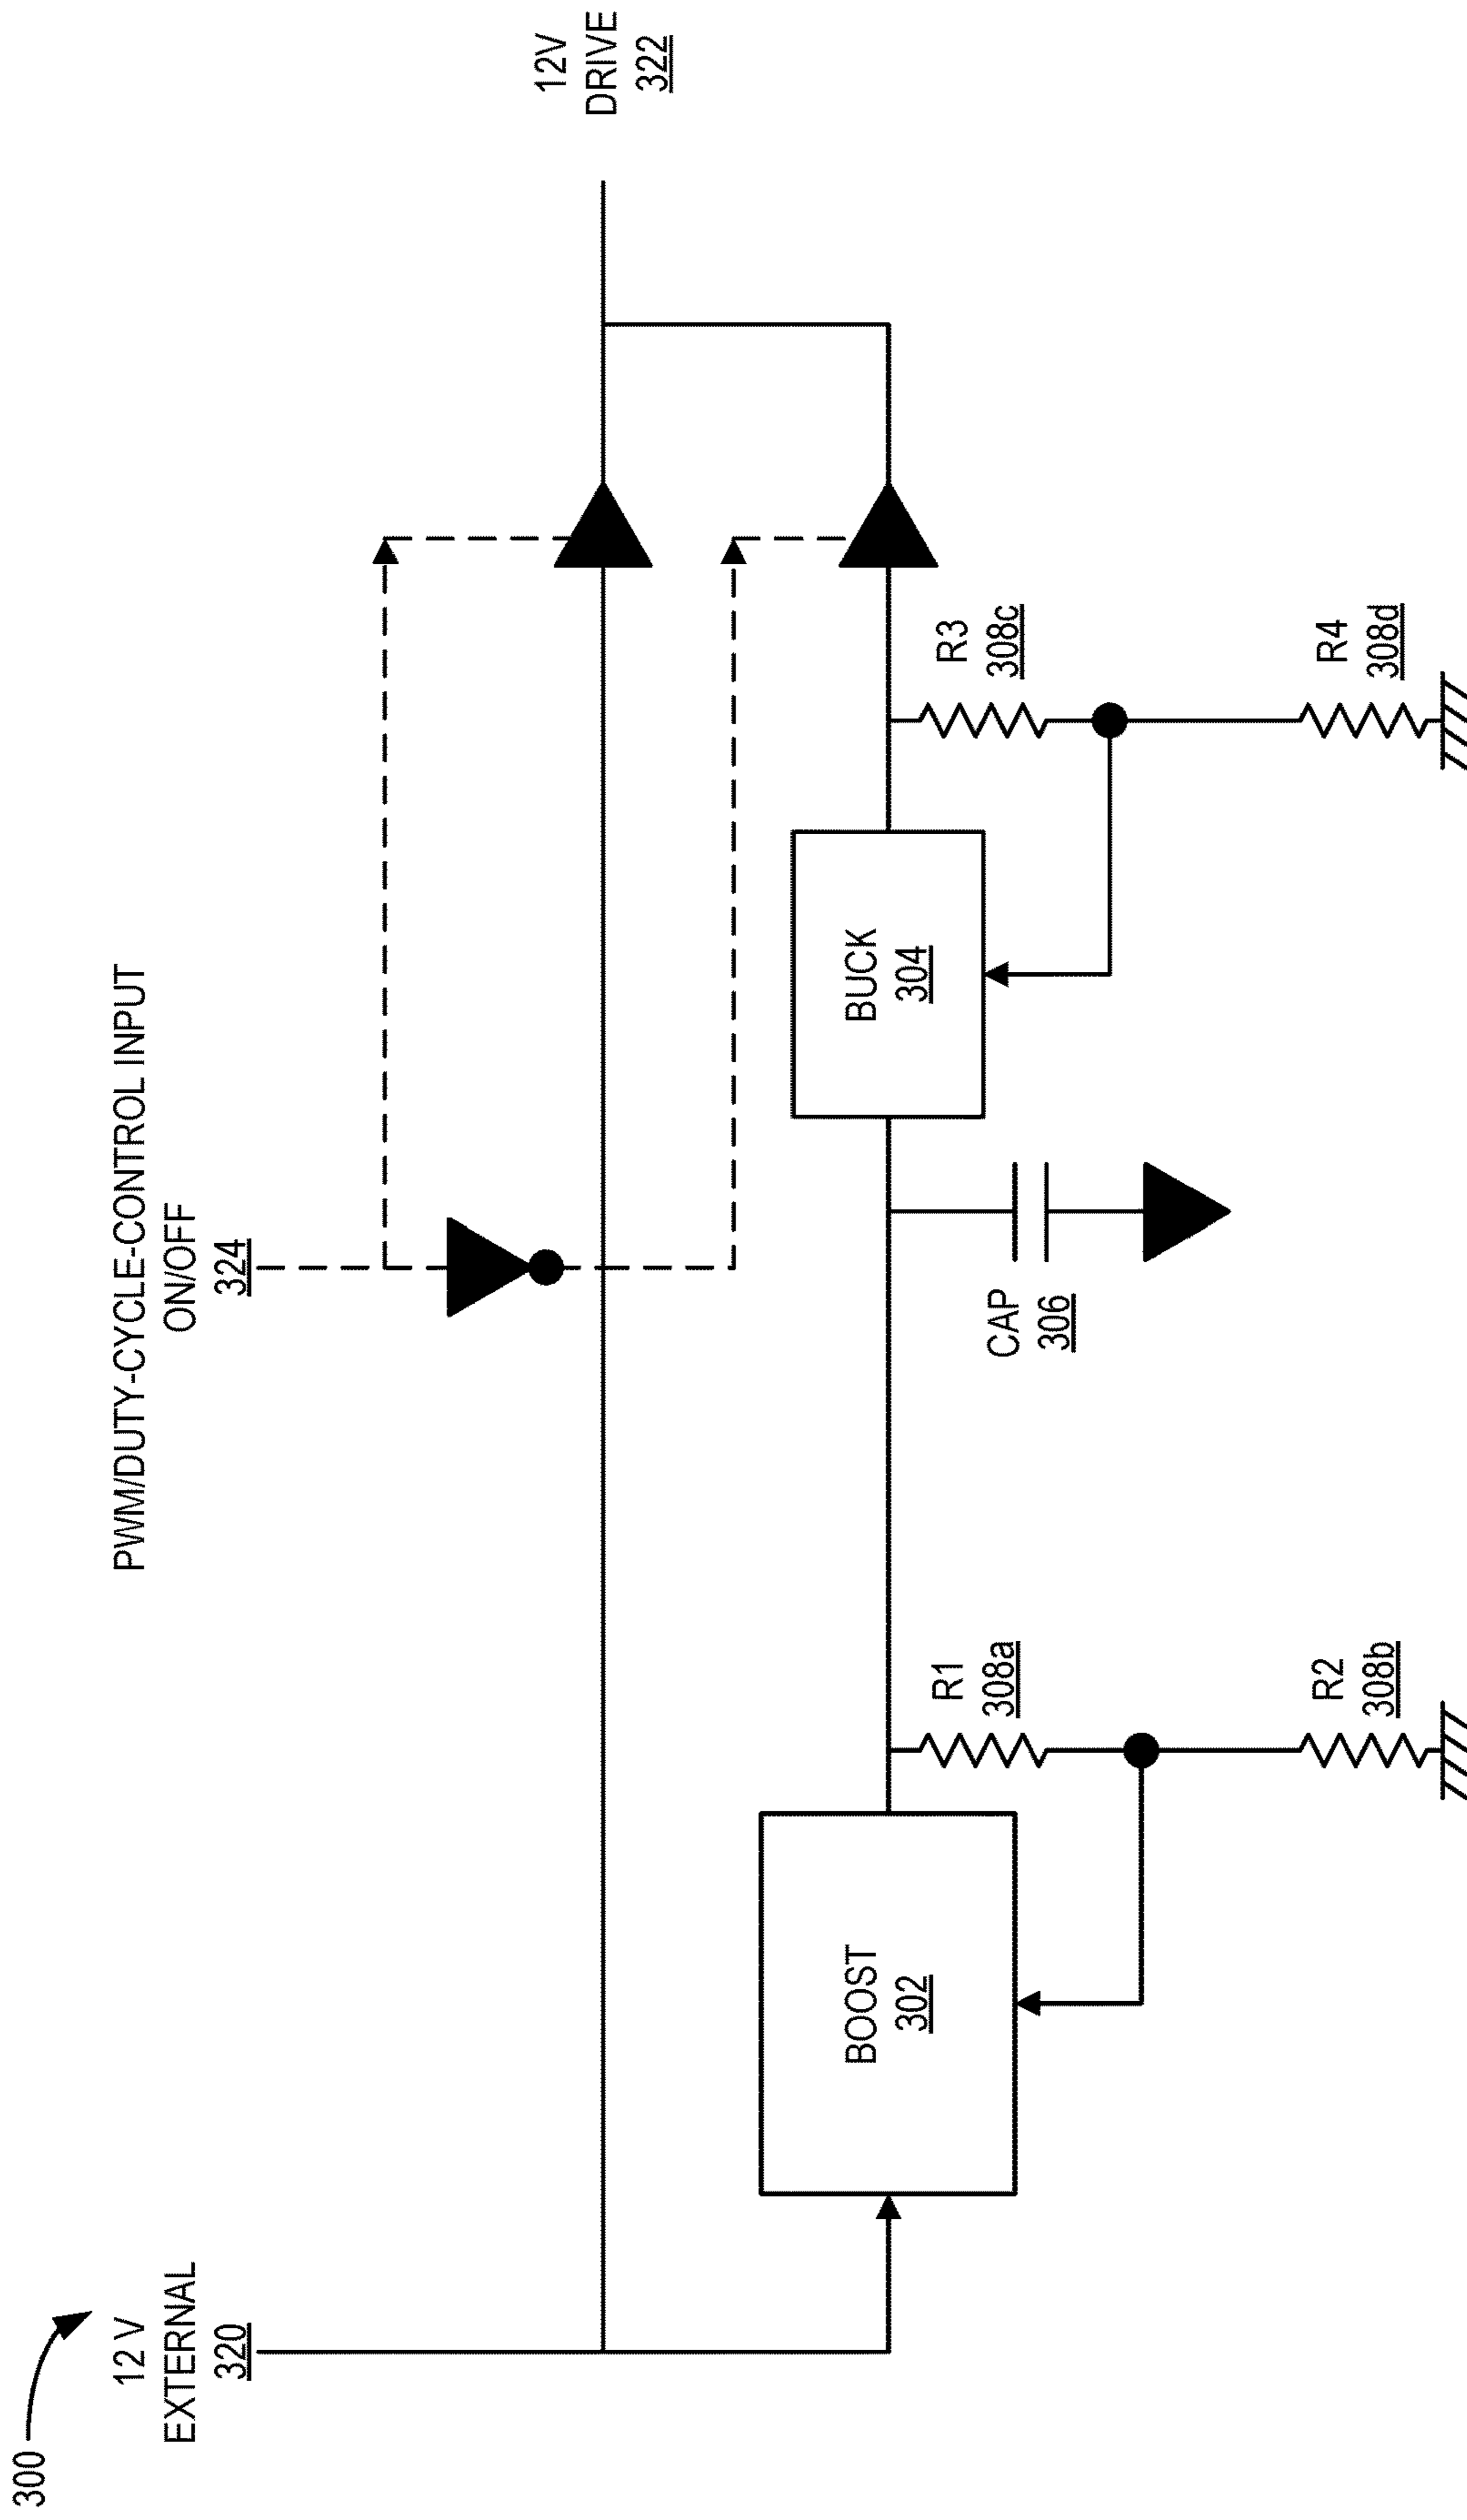 300
12 V
EXTERNAL
320
PWM/DUTY-CYCLE-CONTROL INPUT
ON/OFF
324
12V
DRIVE
322
BOOST
302
R1
308a
R2
308b
CAP
306
BUCK
304
R3
308c
R4
308d